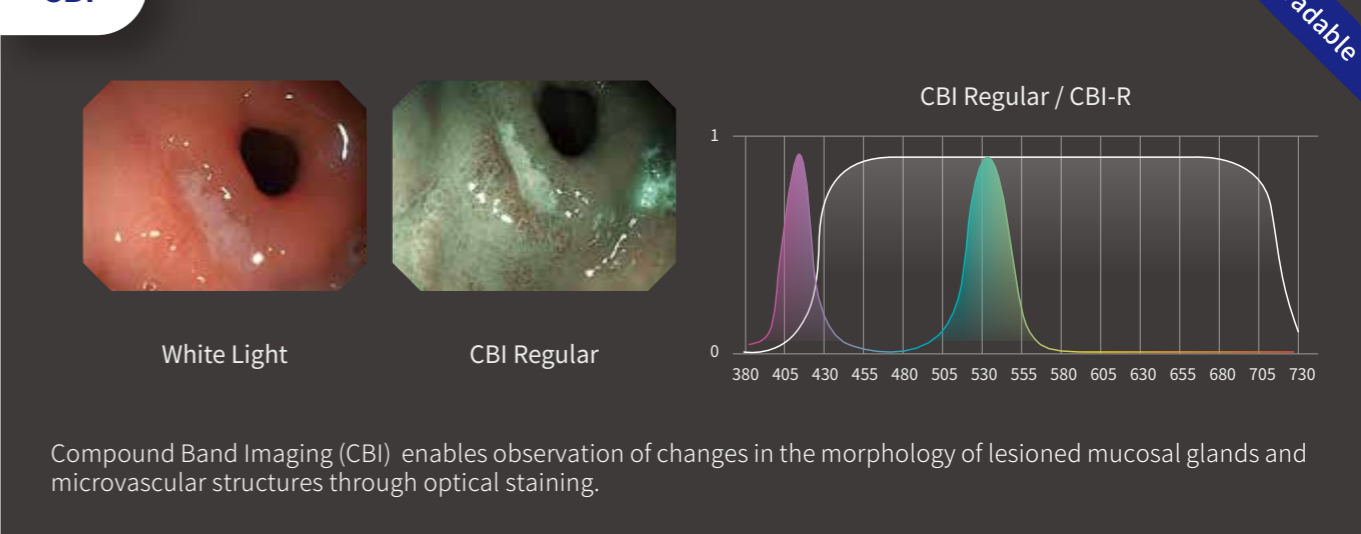 CBI Regular / CBI-R
1
0
380 405 430 455 480 505 530 555 580 605 630 655 680 705 730
White Light
CBI Regular
Compound Band Imaging (CBI) enables observation of changes in the morphology of lesioned mucosal glands and
microvascular structures through optical staining.